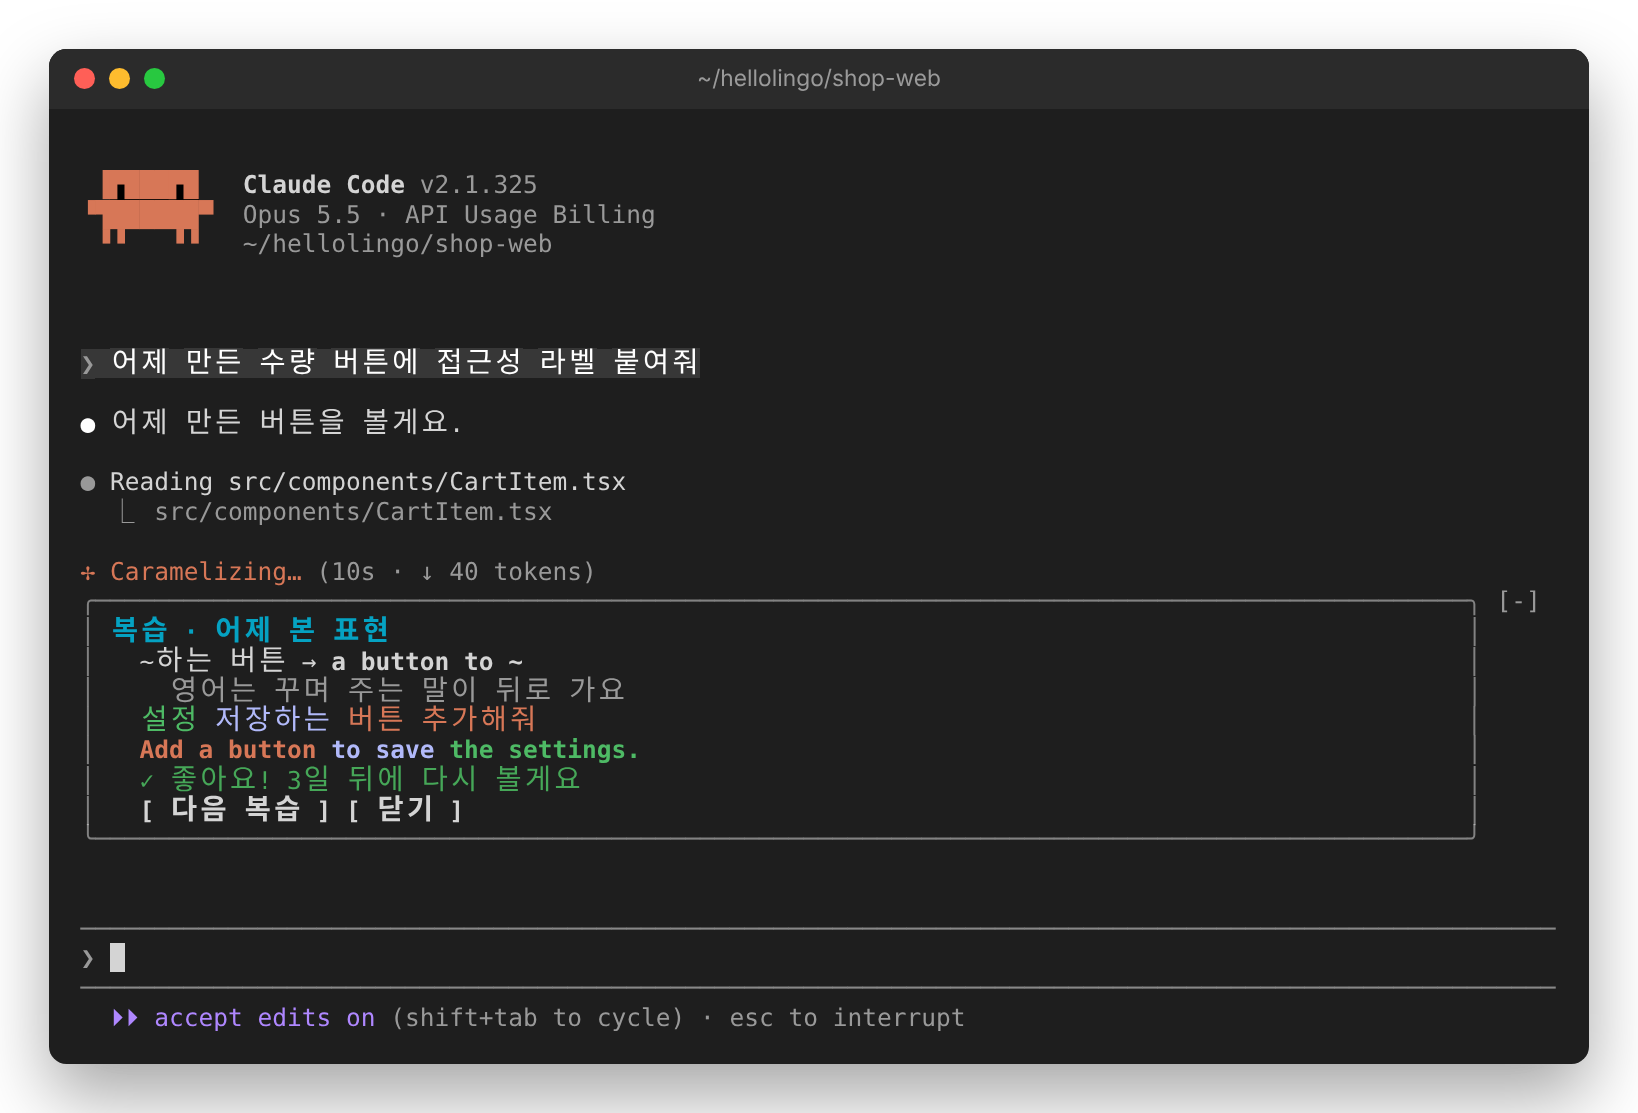 ~/hellolingo/shop-web
Claude Code v2.1.325
Opus 5.5 · API Usage Billing
~/hellolingo/shop-web
❯ 어제 만든 수량 버튼에 접근성 라벨 붙여줘
● 어제 만든 버튼을 볼게요.
● Reading src/components/CartItem.tsx
⎿ src/components/CartItem.tsx
✢ Caramelizing… (10s · ↓ 40 tokens)
[-]
복습 · 어제 본 표현
~하는 버튼 → a button to ~
영어는 꾸며 주는 말이 뒤로 가요
설정 저장하는 버튼 추가해줘
Add a button to save the settings.
✓ 좋아요! 3일 뒤에 다시 볼게요
[ 다음 복습 ] [ 닫기 ]
❯
⏵⏵ accept edits on (shift+tab to cycle) · esc to interrupt